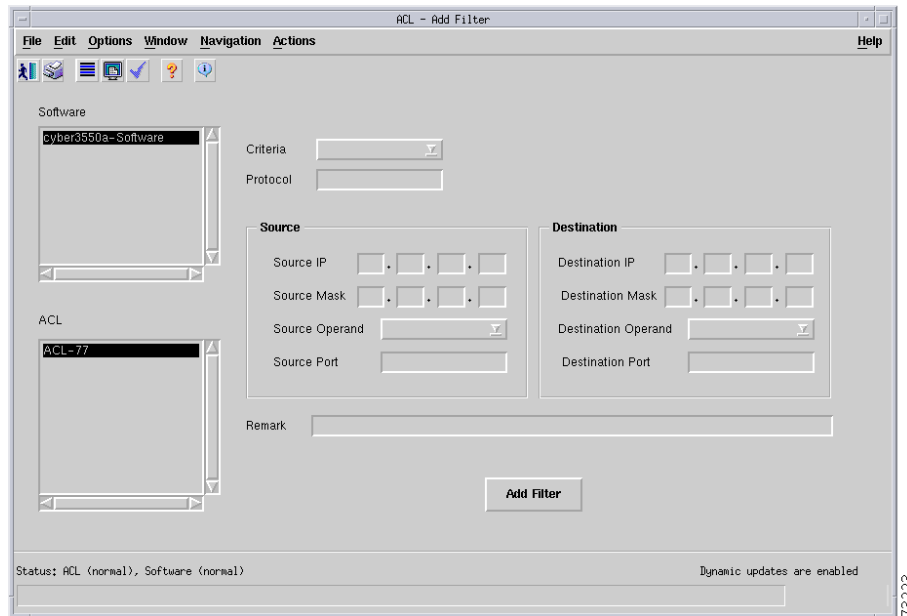 ACL - Add Filter
File Edit Options Window Navigation Actions Help
Software
cyber3550a-Software
Criteria
Protocol
Source
Source IP . . .
Source Mask . . .
Source Operand
Source Port
Destination
Destination IP . . .
Destination Mask . . .
Destination Operand
Destination Port
ACL
ACL-77
Remark
Add Filter
Status: ACL (normal), Software (normal) Dynamic updates are enabled